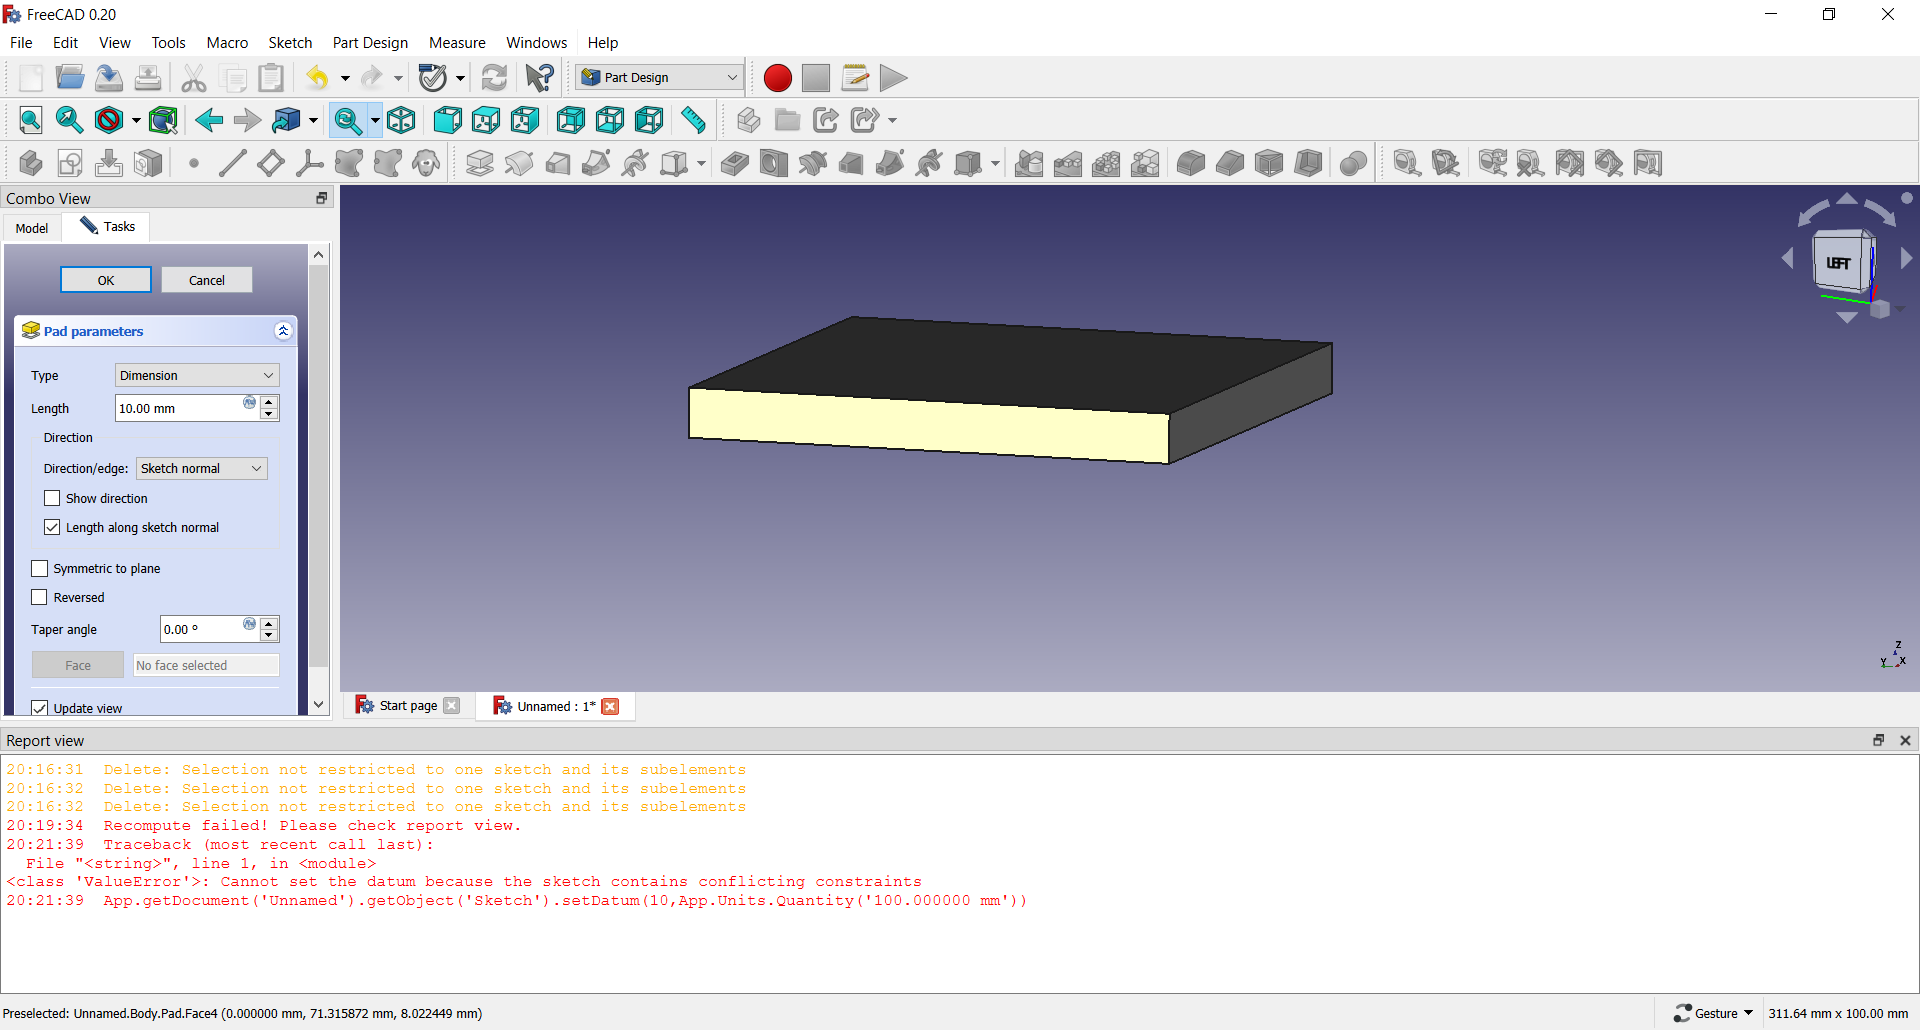 FreeCAD 0.20
File Edit View Tools Macro Sketch Part Design Measure Windows Help
Part Design
Combo View
Model Tasks
OK Cancel
Pad parameters
Type Dimension
Length 10.00 mm
Direction
Direction/edge: Sketch normal
Show direction
Length along sketch normal
Symmetric to plane
Reversed
Taper angle 0.00 °
Face No face selected
Update view
LEFT
Z
Y X
Start page Unnamed : 1*
Report view
20:16:31 Delete: Selection not restricted to one sketch and its subelements
20:16:32 Delete: Selection not restricted to one sketch and its subelements
20:16:32 Delete: Selection not restricted to one sketch and its subelements
20:19:34 Recompute failed! Please check report view.
20:21:39 Traceback (most recent call last):
File "<string>", line 1, in <module>
<class 'ValueError'>: Cannot set the datum because the sketch contains conflicting constraints
20:21:39 App.getDocument('Unnamed').getObject('Sketch').setDatum(10,App.Units.Quantity('100.000000 mm'))
Preselected: Unnamed.Body.Pad.Face4 (0.000000 mm, 71.315872 mm, 8.022449 mm)
Gesture 311.64 mm x 100.00 mm